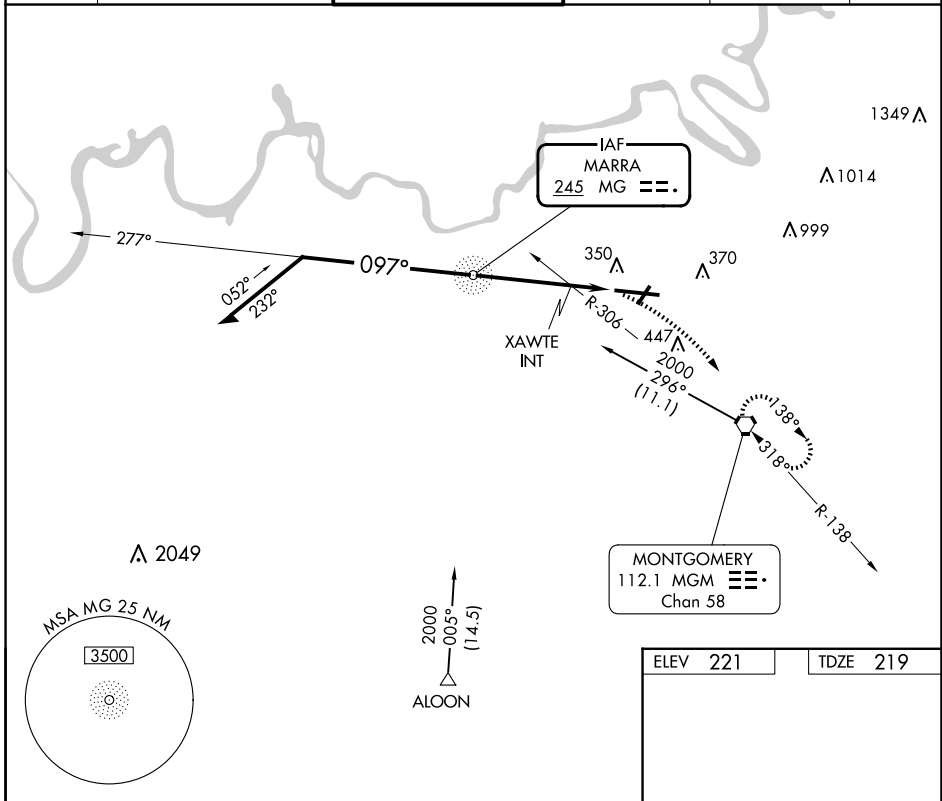 1349
IAF
MARRA
245 MG
1014
999
277°
097°
350
370
052°
232°
R-306
XAWTE
INT
447
2000
296°
(11.1)
138°
318°
R-138
2049
MONTGOMERY
112.1 MGM
Chan 58
MSA MG 25 NM
3500
2000
005°
(14.5)
ALOON
ELEV 221
TDZE 219